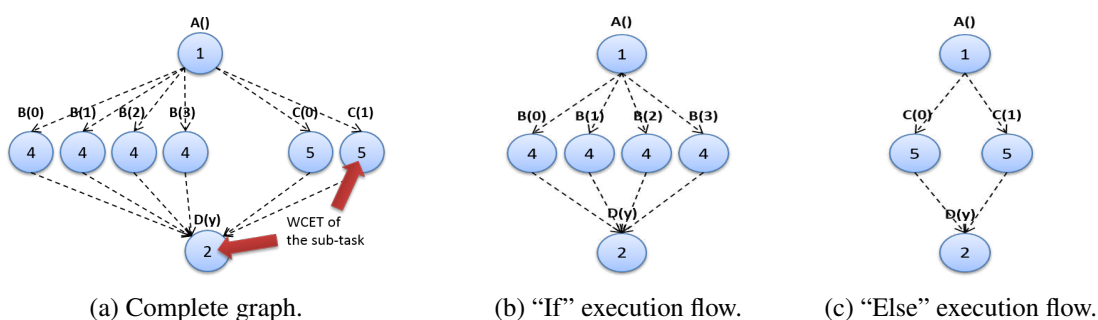 A()
1
B(0) B(1) B(2) B(3) C(0) C(1)
4 4 4 4 5 5
WCET of
the sub-task
D(y)
2
(a) Complete graph.
A()
1
B(0) B(1) B(2) B(3)
4 4 4 4
D(y)
2
(b) “If” execution flow.
A()
1
C(0) C(1)
5 5
D(y)
2
(c) “Else” execution flow.